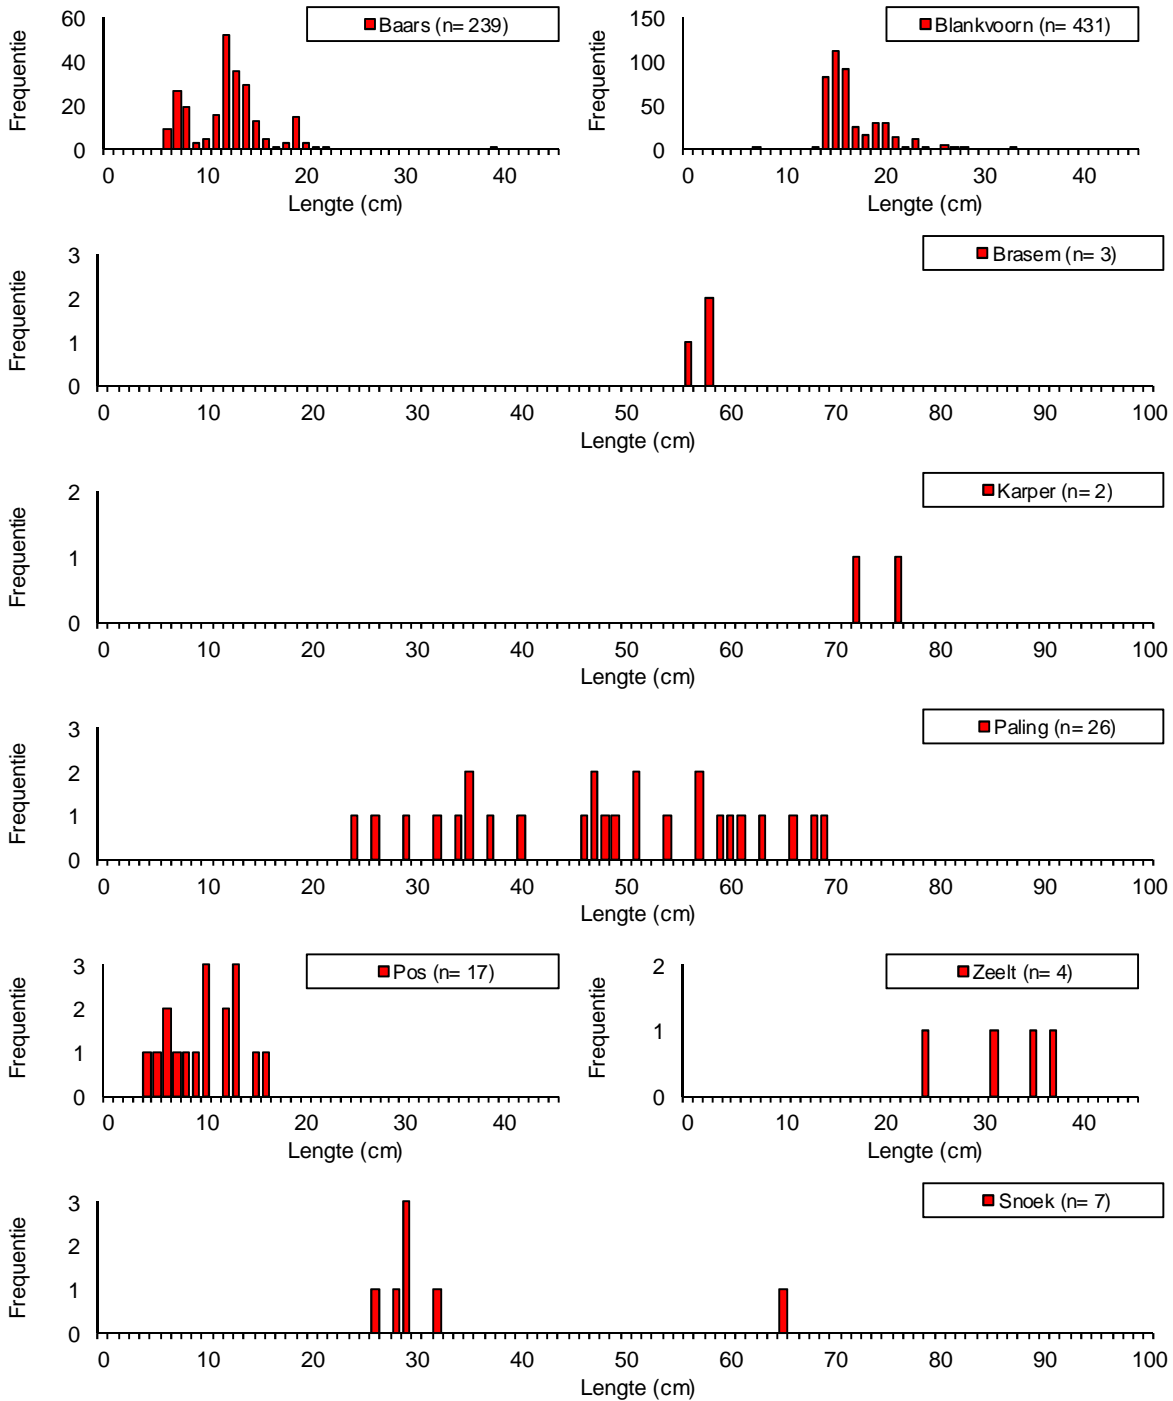 Baars (n= 239)
Frequentie
60
40
20
0
0 10 20 30 40
Lengte (cm)
Blankvoorn (n= 431)
Frequentie
150
100
50
0
0 10 20 30 40
Lengte (cm)
Brasem (n= 3)
Frequentie
3
2
1
0
0 10 20 30 40 50 60 70 80 90 100
Lengte (cm)
Karper (n= 2)
Frequentie
2
1
0
0 10 20 30 40 50 60 70 80 90 100
Lengte (cm)
Paling (n= 26)
Frequentie
3
2
1
0
0 10 20 30 40 50 60 70 80 90 100
Lengte (cm)
Pos (n= 17)
Frequentie
3
2
1
0
0 10 20 30 40
Lengte (cm)
Zeelt (n= 4)
Frequentie
2
1
0
0 10 20 30 40
Lengte (cm)
Snoek (n= 7)
Frequentie
3
2
1
0
0 10 20 30 40 50 60 70 80 90 100
Lengte (cm)